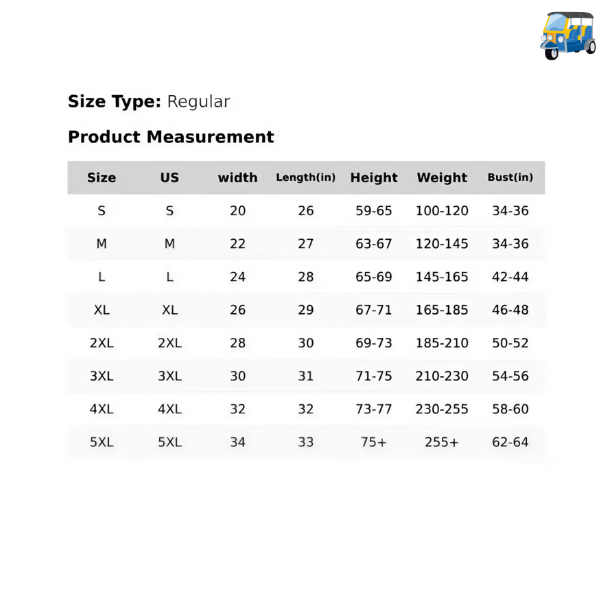 Size Type: Regular
Product Measurement
Size US width Length(in) Height Weight Bust(in)
S S 20 26 59-65 100-120 34-36
M M 22 27 63-67 120-145 34-36
L L 24 28 65-69 145-165 42-44
XL XL 26 29 67-71 165-185 46-48
2XL 2XL 28 30 69-73 185-210 50-52
3XL 3XL 30 31 71-75 210-230 54-56
4XL 4XL 32 32 73-77 230-255 58-60
5XL 5XL 34 33 75+ 255+ 62-64